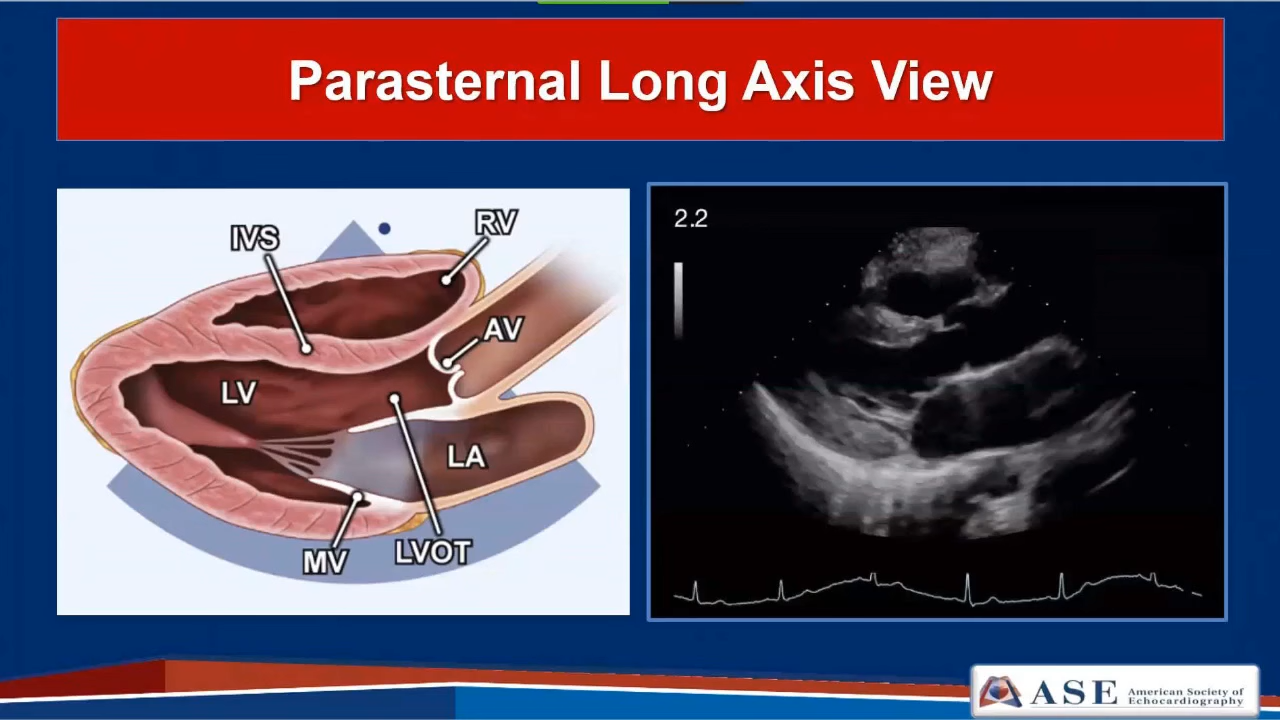 Parasternal Long Axis View
IVS
RV
AV
LV
LA
MV
LVOT
2.2
ASE
American Society of
Echocardiography